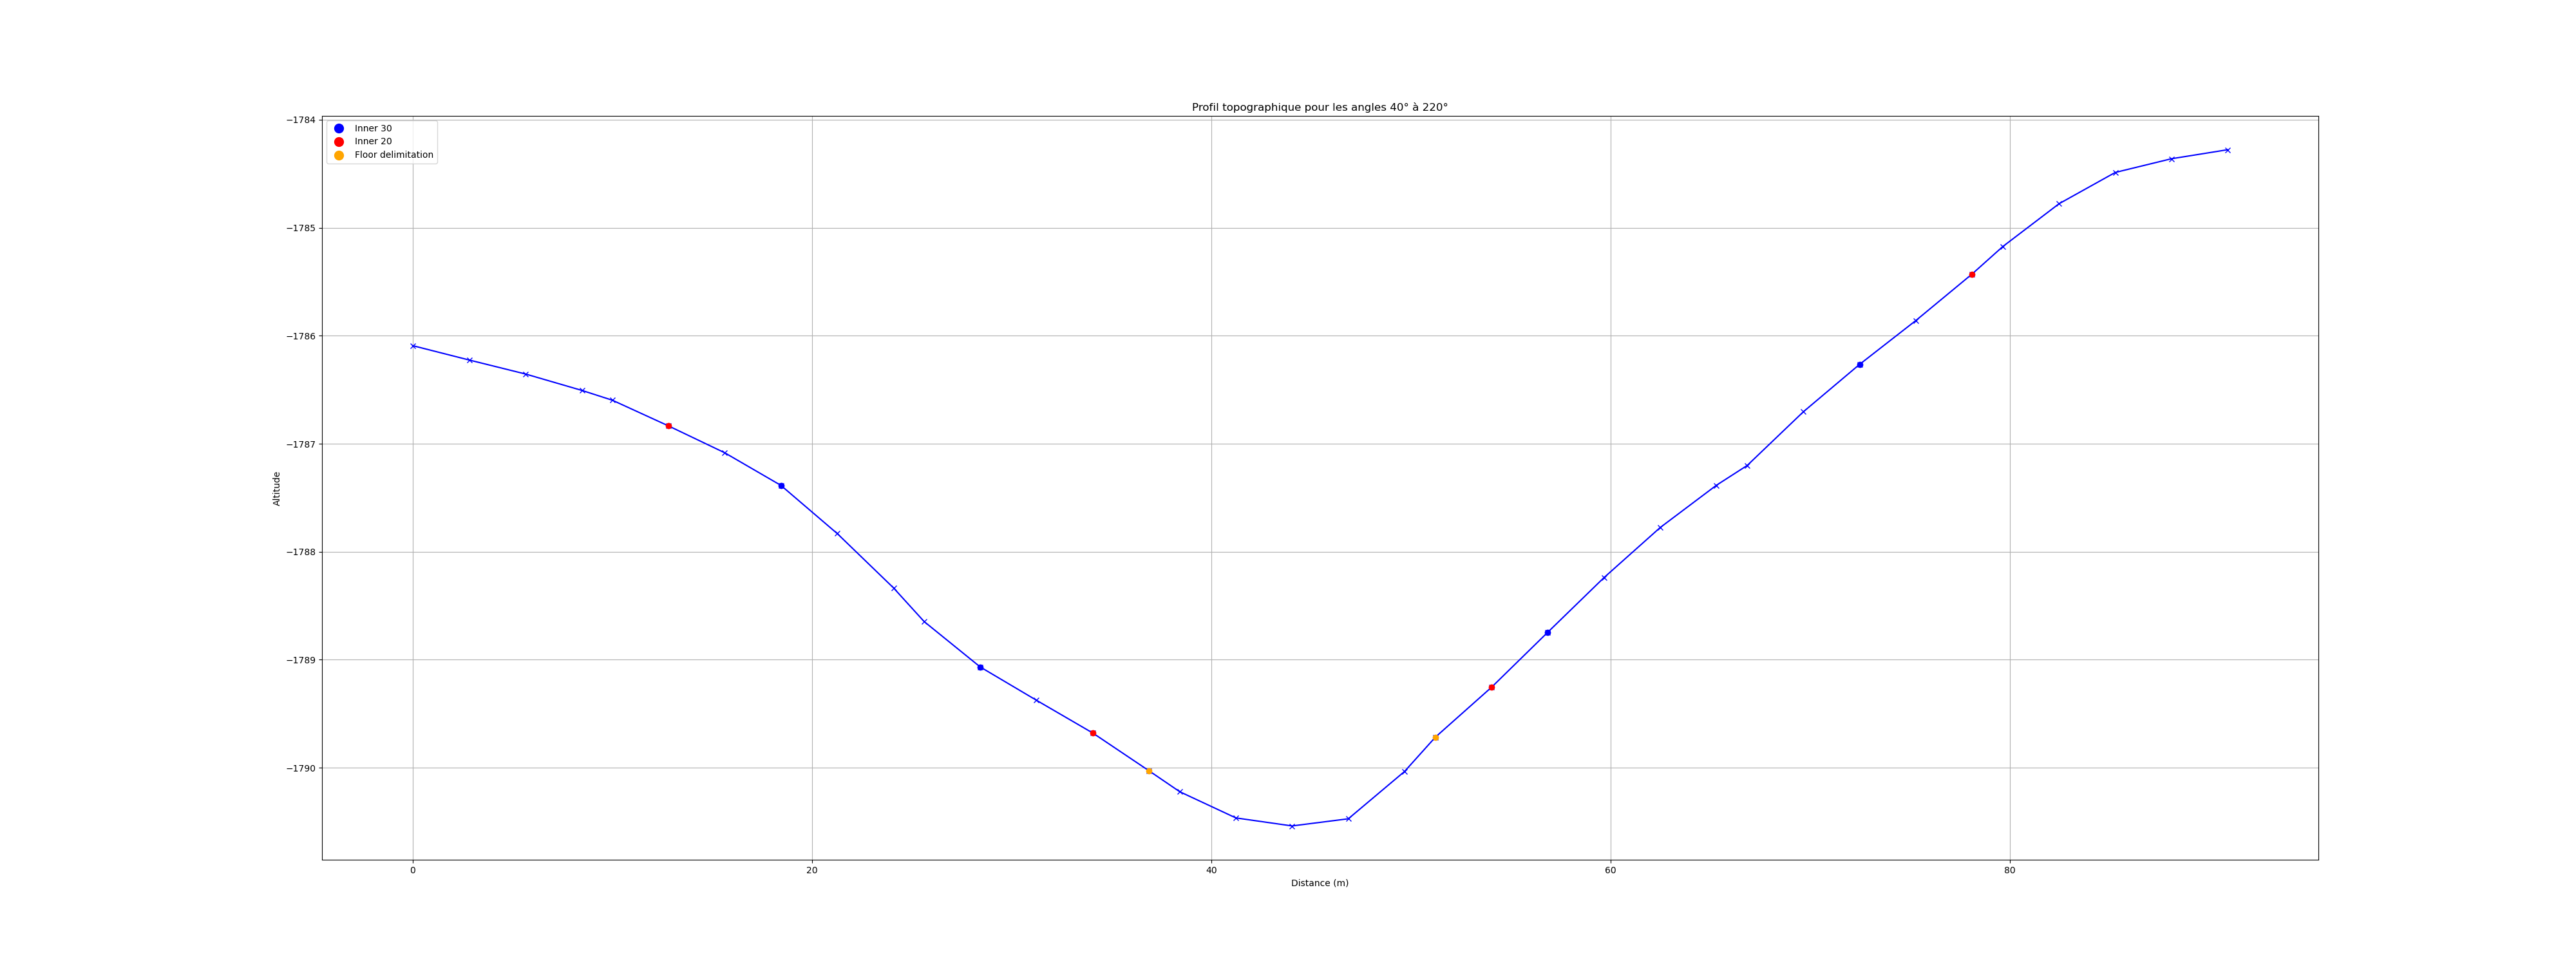 Profil topographique pour les angles 40° à 220°
Inner 30
Inner 20
Floor delimitation
−1784
−1785
−1786
−1787
−1788
−1789
−1790
Altitude
0 20 40 60 80
Distance (m)